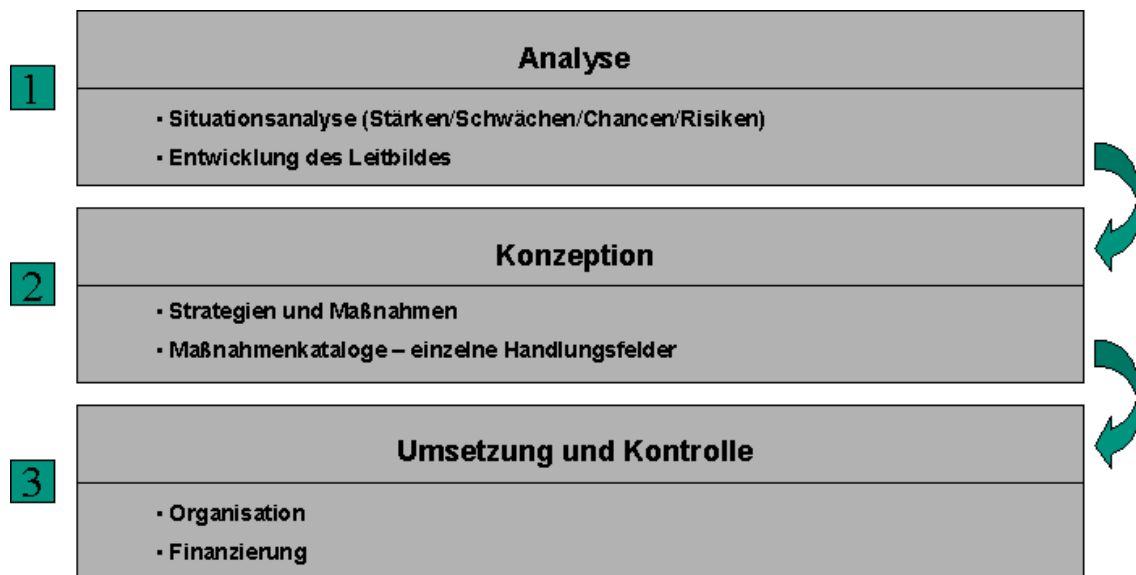 1
Analyse
▪ Situationsanalyse (Stärken/Schwächen/Chancen/Risiken)
▪ Entwicklung des Leitbildes
2
Konzeption
▪ Strategien und Maßnahmen
▪ Maßnahmenkataloge – einzelne Handlungsfelder
3
Umsetzung und Kontrolle
▪ Organisation
▪ Finanzierung